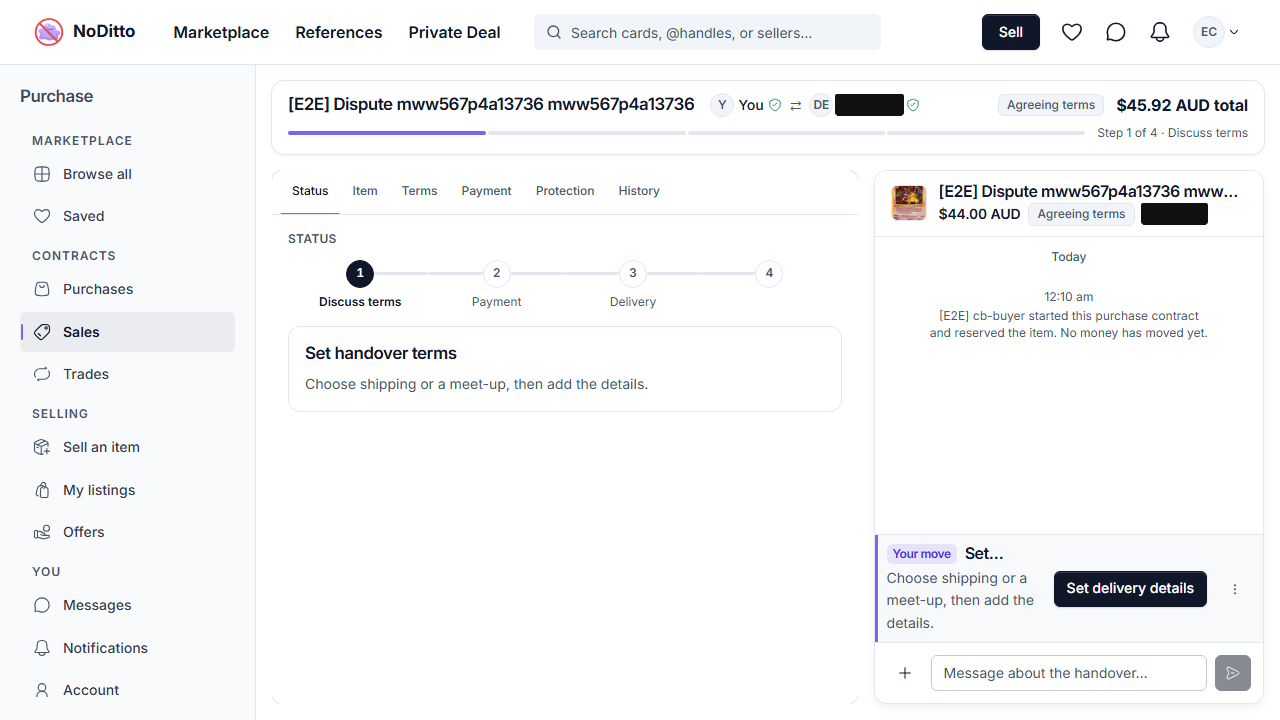 NoDitto
Marketplace
References
Private Deal
Search cards, @handles, or sellers...
Sell
EC
Purchase
MARKETPLACE
Browse all
Saved
CONTRACTS
Purchases
Sales
Trades
SELLING
Sell an item
My listings
Offers
YOU
Messages
Notifications
Account
[E2E] Dispute mww567p4a13736 mww567p4a13736
Y You
DE
Agreeing terms
$45.92 AUD total
Step 1 of 4 · Discuss terms
Status
Item
Terms
Payment
Protection
History
STATUS
1
2
3
4
Discuss terms
Payment
Delivery
Set handover terms
Choose shipping or a meet-up, then add the details.
[E2E] Dispute mww567p4a13736 mww...
$44.00 AUD
Agreeing terms
Today
12:10 am
[E2E] cb-buyer started this purchase contract
and reserved the item. No money has moved yet.
Your move
Set...
Choose shipping or a
meet-up, then add the
details.
Set delivery details
Message about the handover...